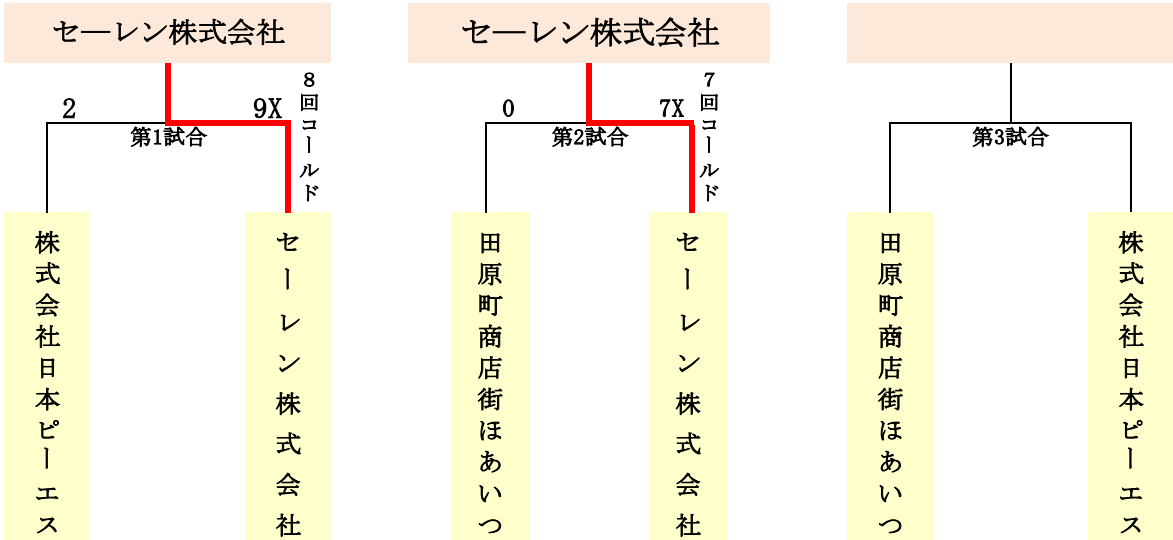 セーレン株式会社
2
9X
8回コールド
第1試合
株式会社日本ピーエス
セーレン株式会社
セーレン株式会社
0
7X
7回コールド
第2試合
田原町商店街ほあいつ
セーレン株式会社
第3試合
田原町商店街ほあいつ
株式会社日本ピーエス